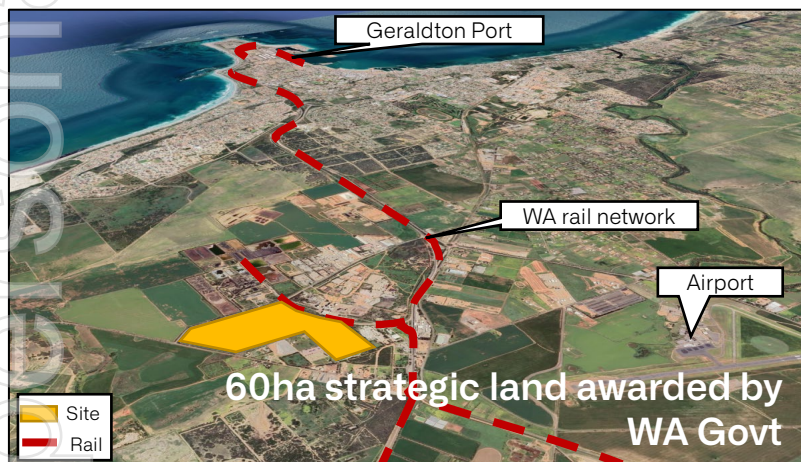 Geraldton Port
WA rail network
Airport
60ha strategic land awarded by
WA Govt
Site
Rail